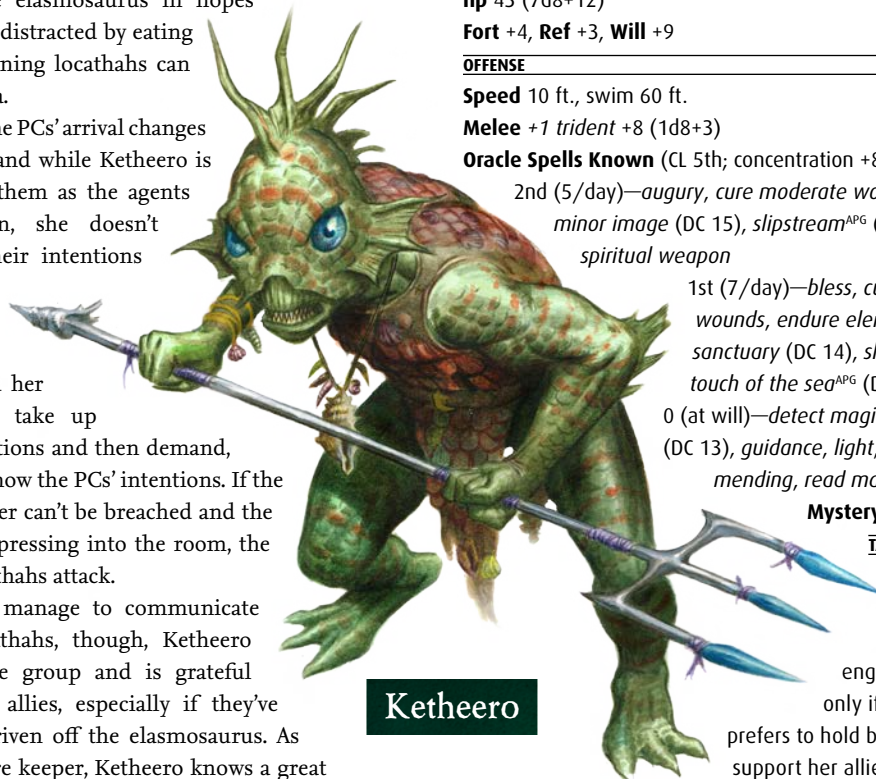 e elasmosaurus in hopes
distracted by eating
ning locathahs can
he PCs' arrival changes
and while Ketheero is
them as the agents
n, she doesn't
heir intentions
her
take up
tions and then demand,
now the PCs' intentions. If the
er can't be breached and the
pressing into the room, the
thahs attack.
manage to communicate
athahs, though, Ketheero
e group and is grateful
allies, especially if they've
riven off the elasmosaurus. As
re keeper, Ketheero knows a great
Ketheero
hp 43 (7d8+12)
Fort +4, Ref +3, Will +9
OFFENSE
Speed 10 ft., swim 60 ft.
Melee +1 trident +8 (1d8+3)
Oracle Spells Known (CL 5th; concentration +8
2nd (5/day)—augury, cure moderate wo
minor image (DC 15), slipstreamAPG (
spiritual weapon
1st (7/day)—bless, cu
wounds, endure elem
sanctuary (DC 14), sh
touch of the seaAPG (D
0 (at will)—detect magi
(DC 13), guidance, light,
mending, read ma
Mystery
eng
only if
prefers to hold b
support her allie